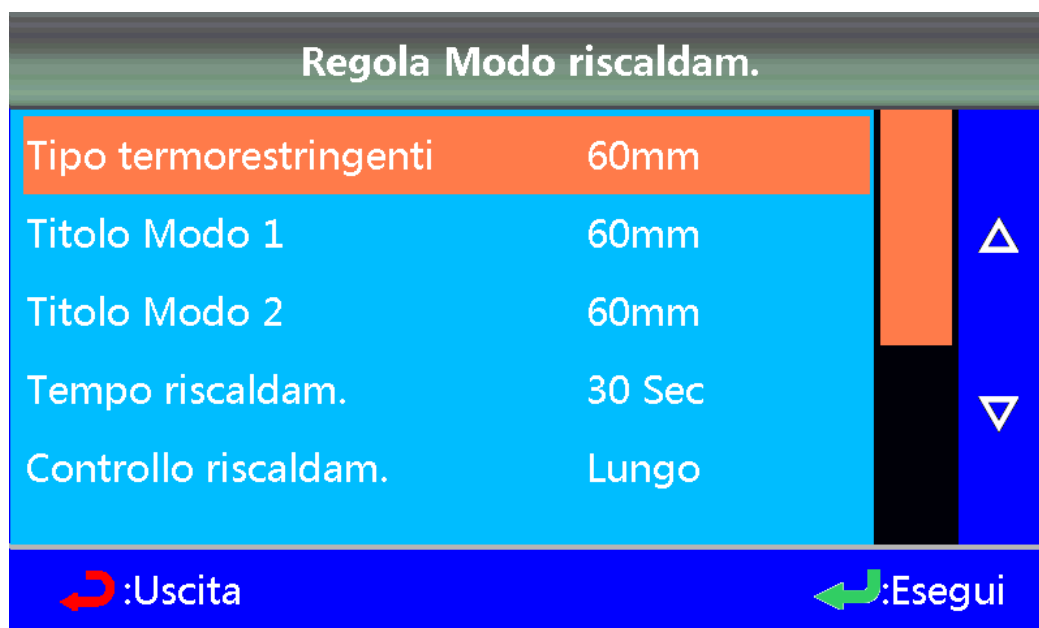 Regola Modo riscaldam.
Tipo termorestringenti 60mm
Titolo Modo 1 60mm
Titolo Modo 2 60mm
Tempo riscaldam. 30 Sec
Controllo riscaldam. Lungo
:Uscita :Esegui